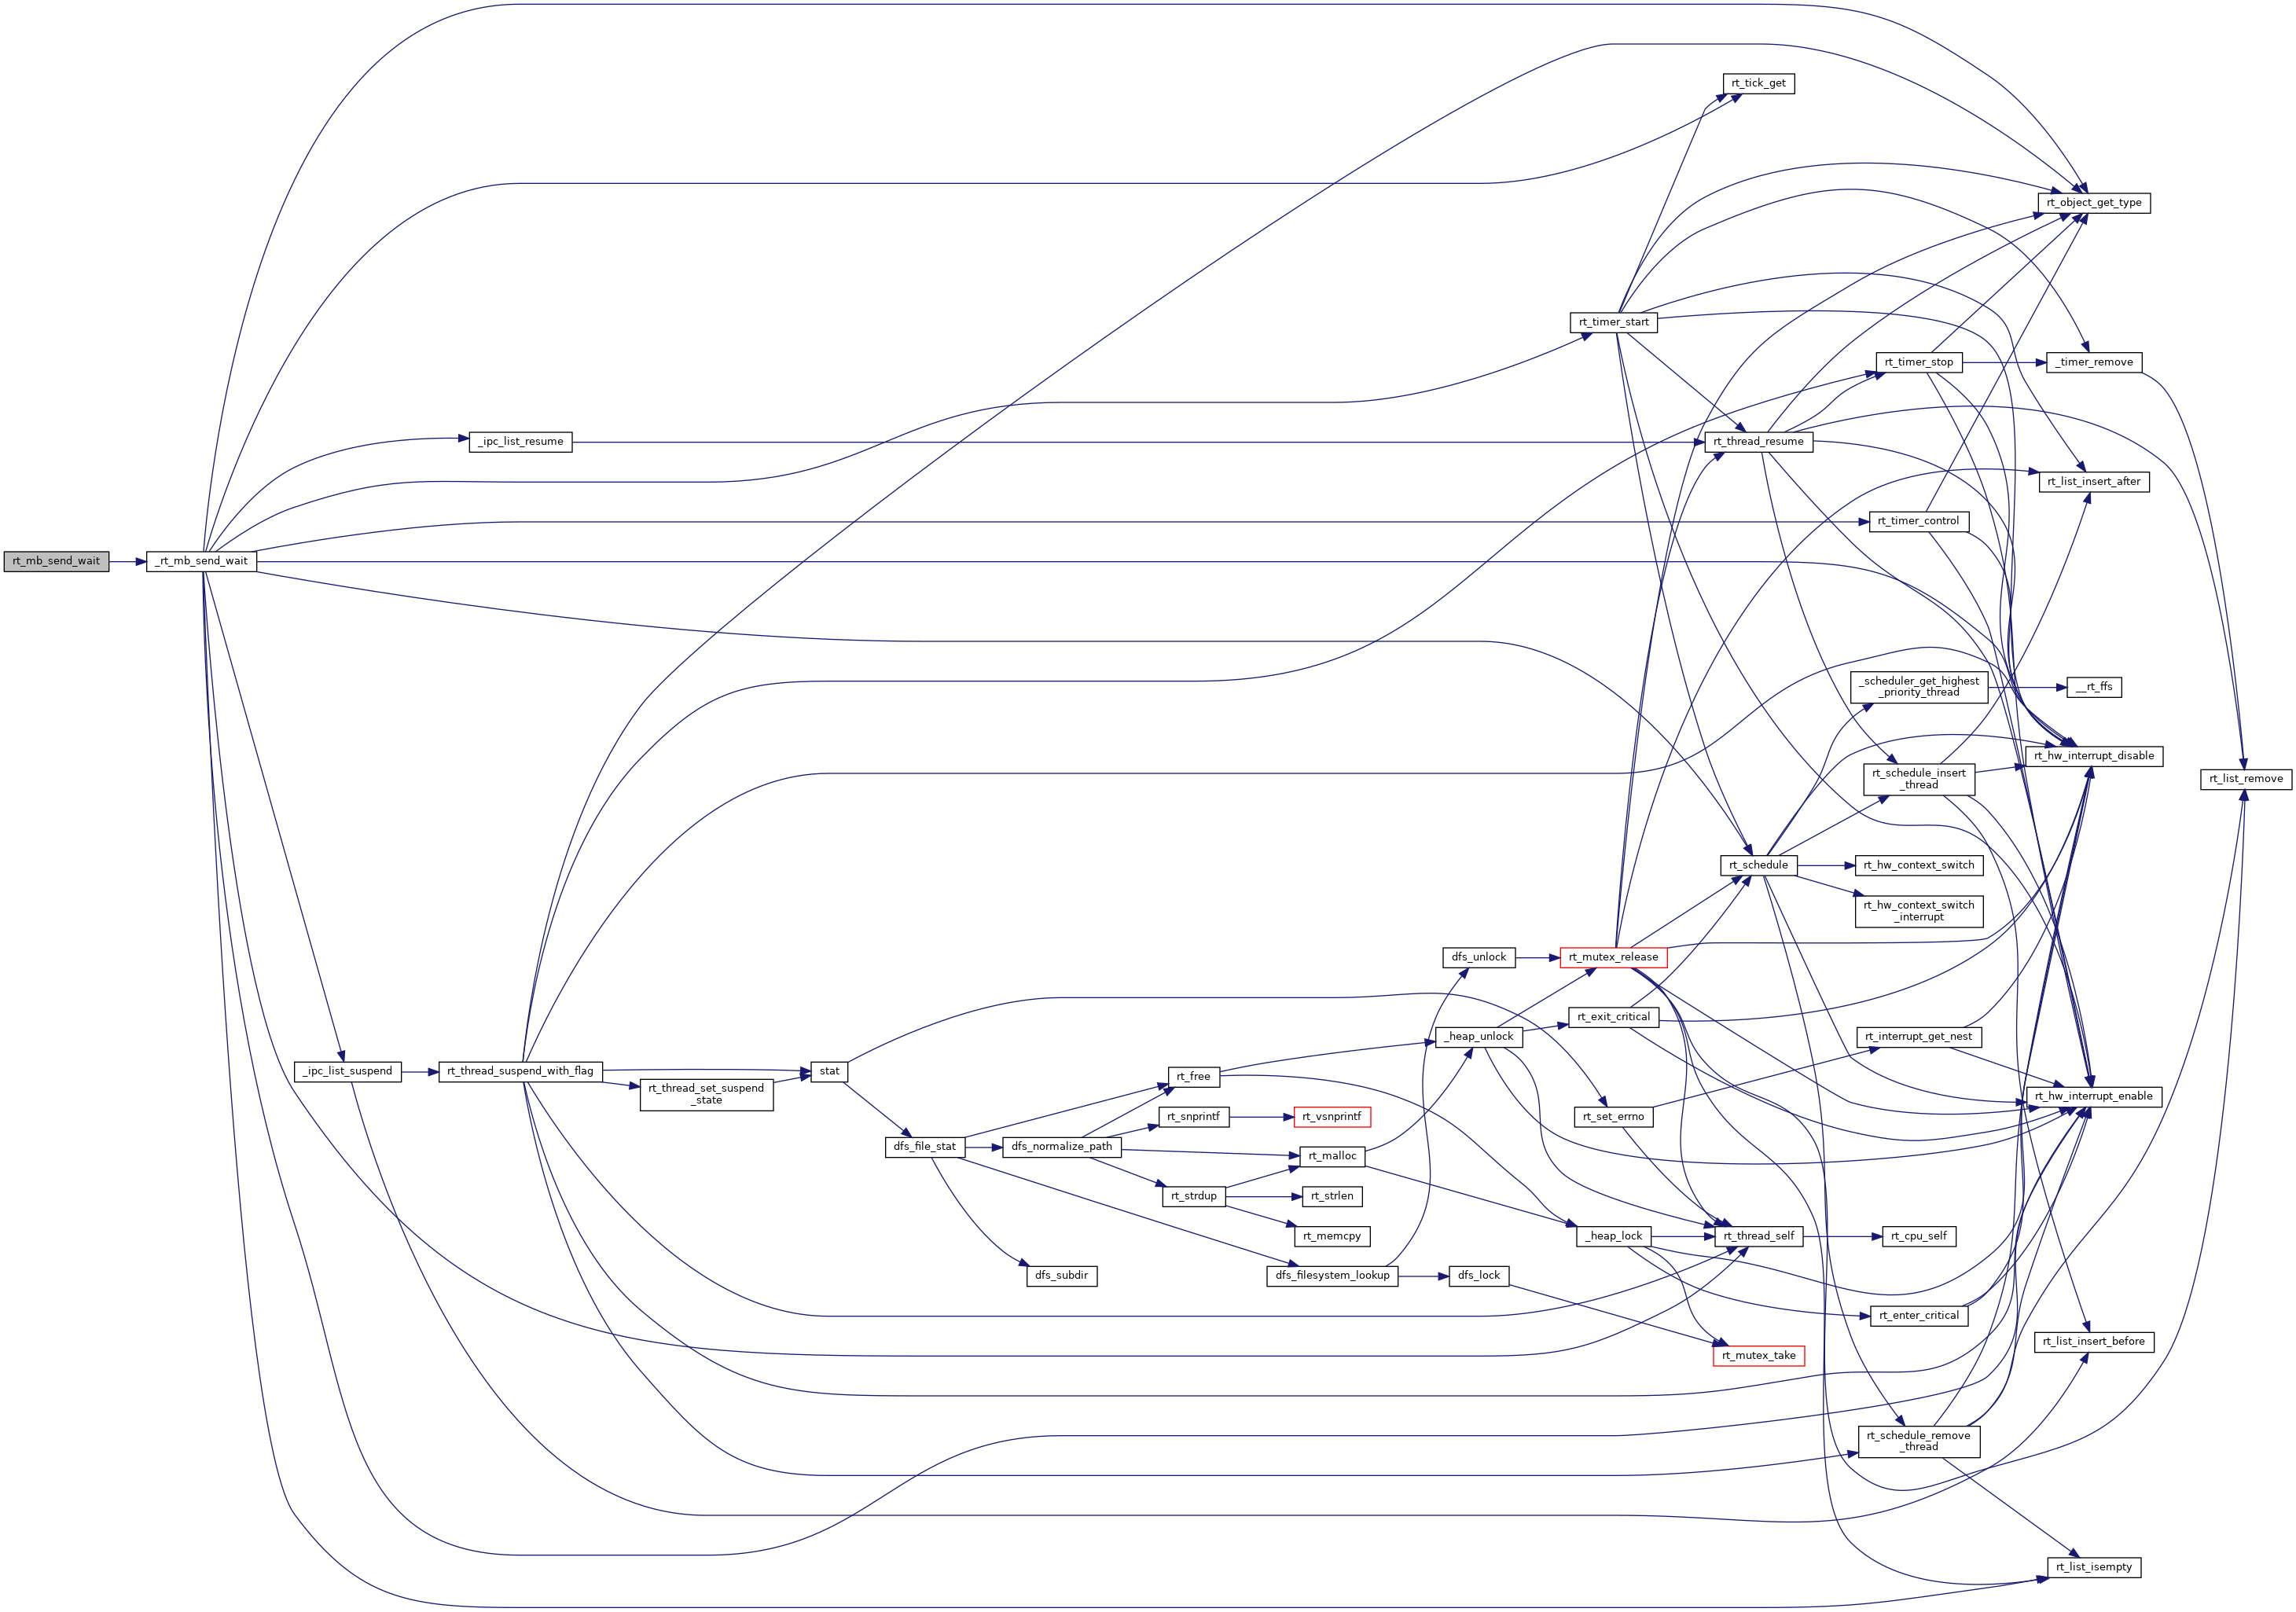 rt_tick_get
rt_object_get_type
rt_timer_start
rt_timer_stop
_timer_remove
_ipc_list_resume
rt_thread_resume
rt_list_insert_after
rt_timer_control
rt_mb_send_wait
_rt_mb_send_wait
_scheduler_get_highest
_priority_thread
__rt_ffs
rt_hw_interrupt_disable
rt_schedule_insert
_thread
rt_list_remove
rt_schedule
rt_hw_context_switch
rt_hw_context_switch
_interrupt
dfs_unlock
rt_mutex_release
rt_exit_critical
_heap_unlock
rt_interrupt_get_nest
_ipc_list_suspend
rt_thread_suspend_with_flag
stat
rt_free
rt_thread_set_suspend
_state
rt_hw_interrupt_enable
rt_snprintf
rt_vsnprintf
rt_set_errno
dfs_file_stat
dfs_normalize_path
rt_malloc
rt_strdup
rt_strlen
rt_memcpy
_heap_lock
rt_thread_self
rt_cpu_self
dfs_subdir
dfs_filesystem_lookup
dfs_lock
rt_enter_critical
rt_list_insert_before
rt_mutex_take
rt_schedule_remove
_thread
rt_list_isempty